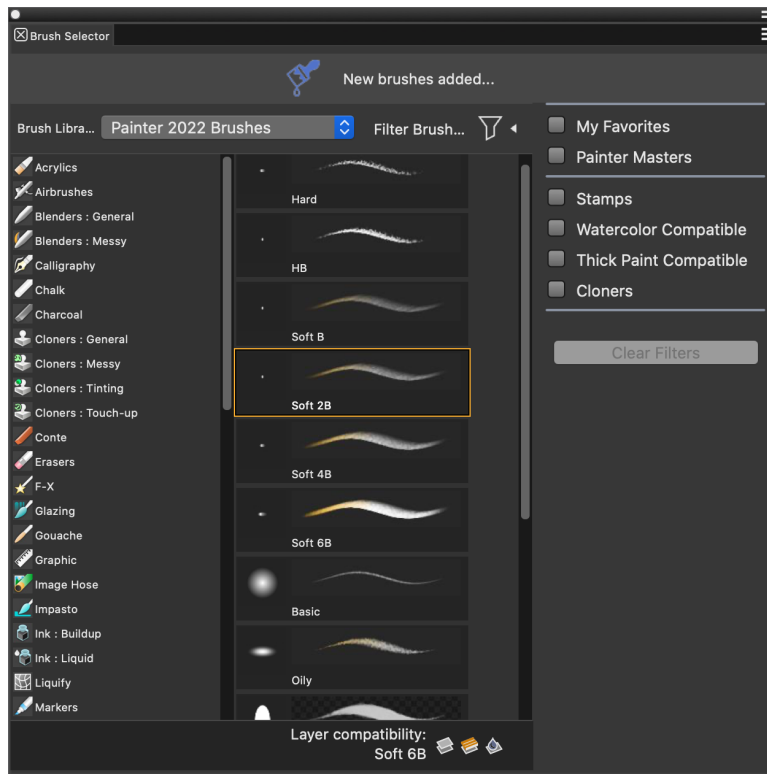 Brush Selector
New brushes added...
Brush Libra... Painter 2022 Brushes Filter Brush...
Acrylics
Airbrushes
Blenders : General
Blenders : Messy
Calligraphy
Chalk
Charcoal
Cloners : General
Cloners : Messy
Cloners : Tinting
Cloners : Touch-up
Conte
Erasers
F-X
Glazing
Gouache
Graphic
Image Hose
Impasto
Ink : Buildup
Ink : Liquid
Liquify
Markers
Hard
HB
Soft B
Soft 2B
Soft 4B
Soft 6B
Basic
Oily
Layer compatibility:
Soft 6B
My Favorites
Painter Masters
Stamps
Watercolor Compatible
Thick Paint Compatible
Cloners
Clear Filters